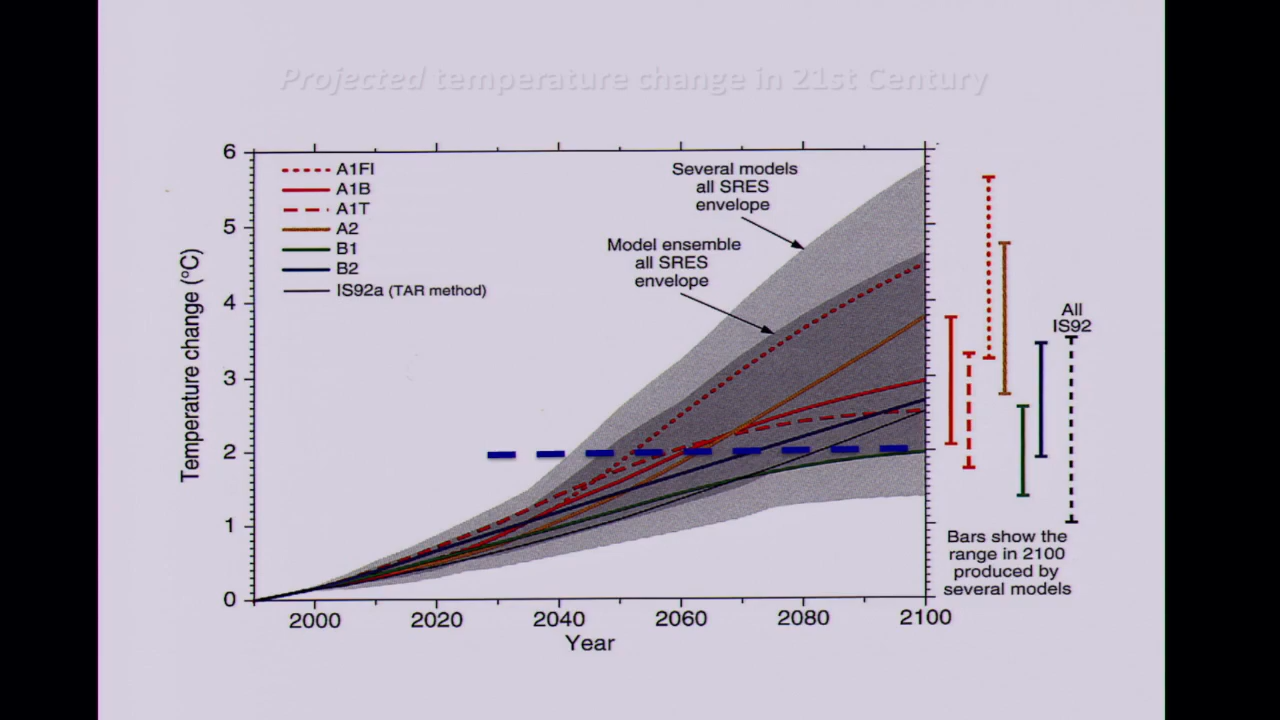 Projected temperature change in 21st Century
6
5
4
3
2
1
0
Temperature change (°C)
A1FI
A1B
A1T
A2
B1
B2
IS92a (TAR method)
Several models
all SRES
envelope
Model ensemble
all SRES
envelope
All
IS92
Bars show the
range in 2100
produced by
several models
2000 2020 2040 2060 2080 2100
Year